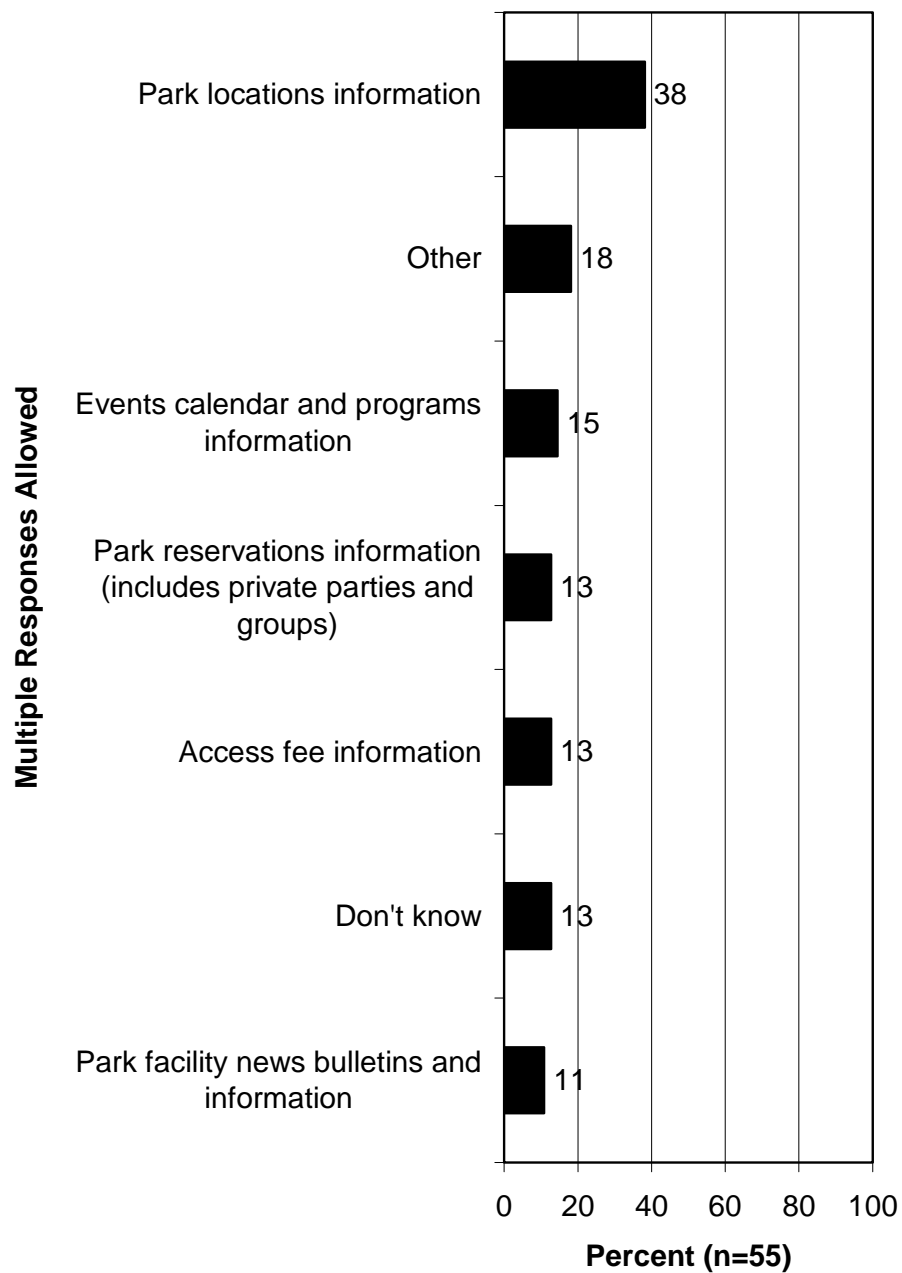 Multiple Responses Allowed
Park locations information
38
Other
18
Events calendar and programs
information
15
Park reservations information
(includes private parties and
groups)
13
Access fee information
13
Don't know
13
Park facility news bulletins and
information
11
0 20 40 60 80 100
Percent (n=55)